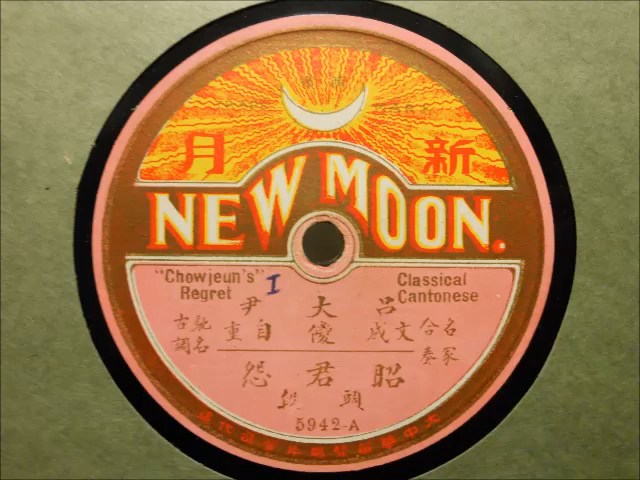 新月
NEW MOON.
"Chowjeun's"
Regret
I
Classical
Cantonese
名家合奏
呂文成
大傻
尹自重
馳名古調
昭君怨
頭段
5942-A